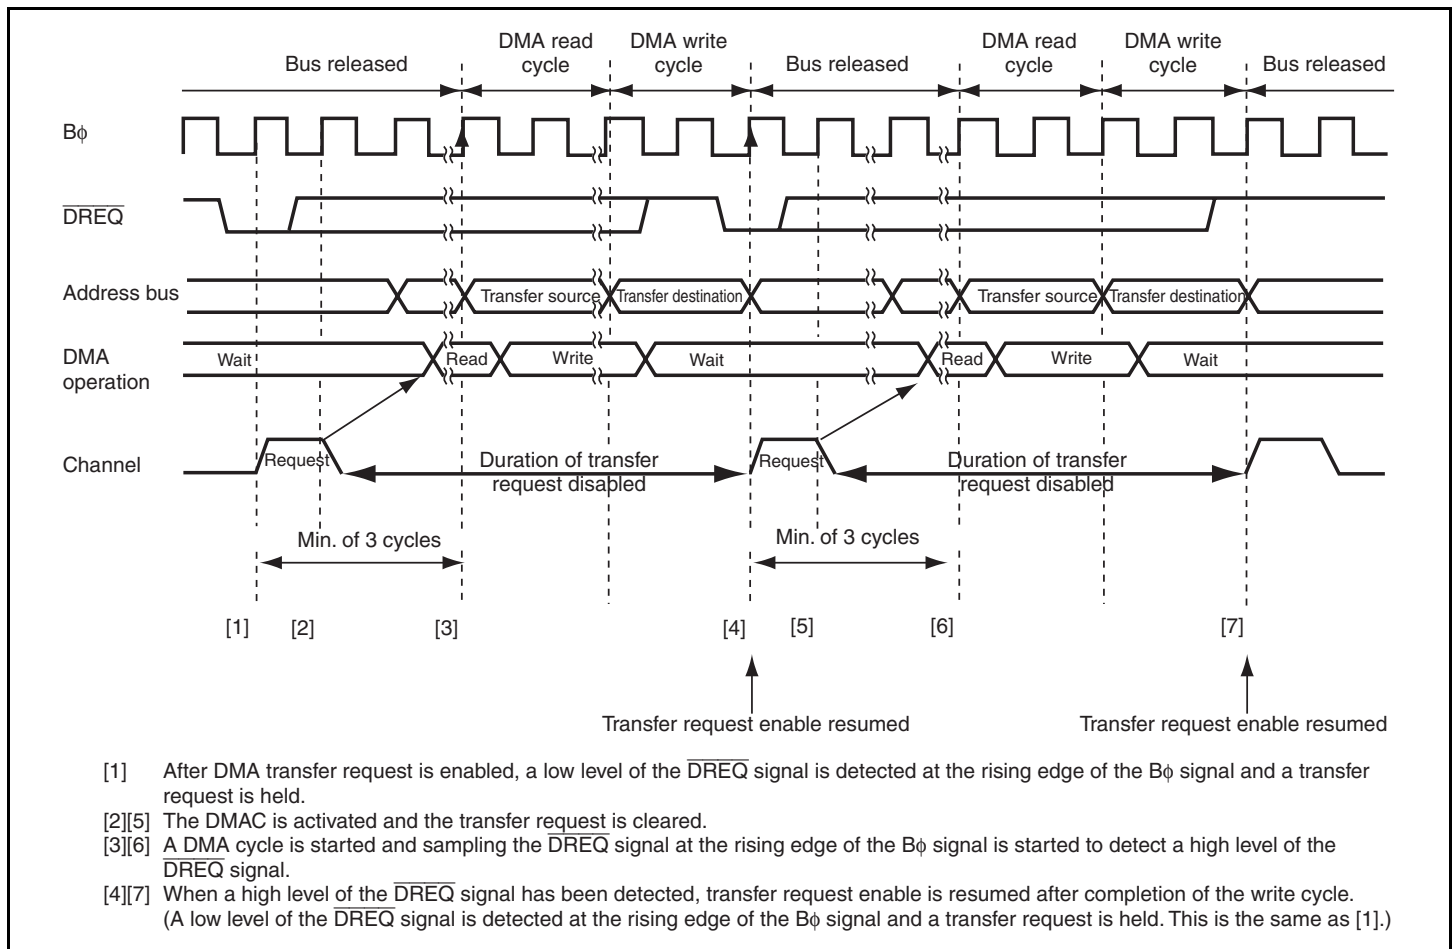 DMA read cycle
DMA write cycle
DMA read cycle
DMA write cycle
Bus released
Bus released
Bus released
Bφ
DREQ
Address bus
Transfer source
Transfer destination
Transfer source
Transfer destination
DMA operation
Wait
Read
Write
Wait
Read
Write
Wait
Channel
Request
Duration of transfer request disabled
Request
Duration of transfer request disabled
Min. of 3 cycles
Min. of 3 cycles
[1]
[2]
[3]
[4]
[5]
[6]
[7]
Transfer request enable resumed
Transfer request enable resumed
[1] After DMA transfer request is enabled, a low level of the DREQ signal is detected at the rising edge of the Bφ signal and a transfer
request is held.
[2][5] The DMAC is activated and the transfer request is cleared.
[3][6] A DMA cycle is started and sampling the DREQ signal at the rising edge of the Bφ signal is started to detect a high level of the
DREQ signal.
[4][7] When a high level of the DREQ signal has been detected, transfer request enable is resumed after completion of the write cycle.
(A low level of the DREQ signal is detected at the rising edge of the Bφ signal and a transfer request is held. This is the same as [1].)